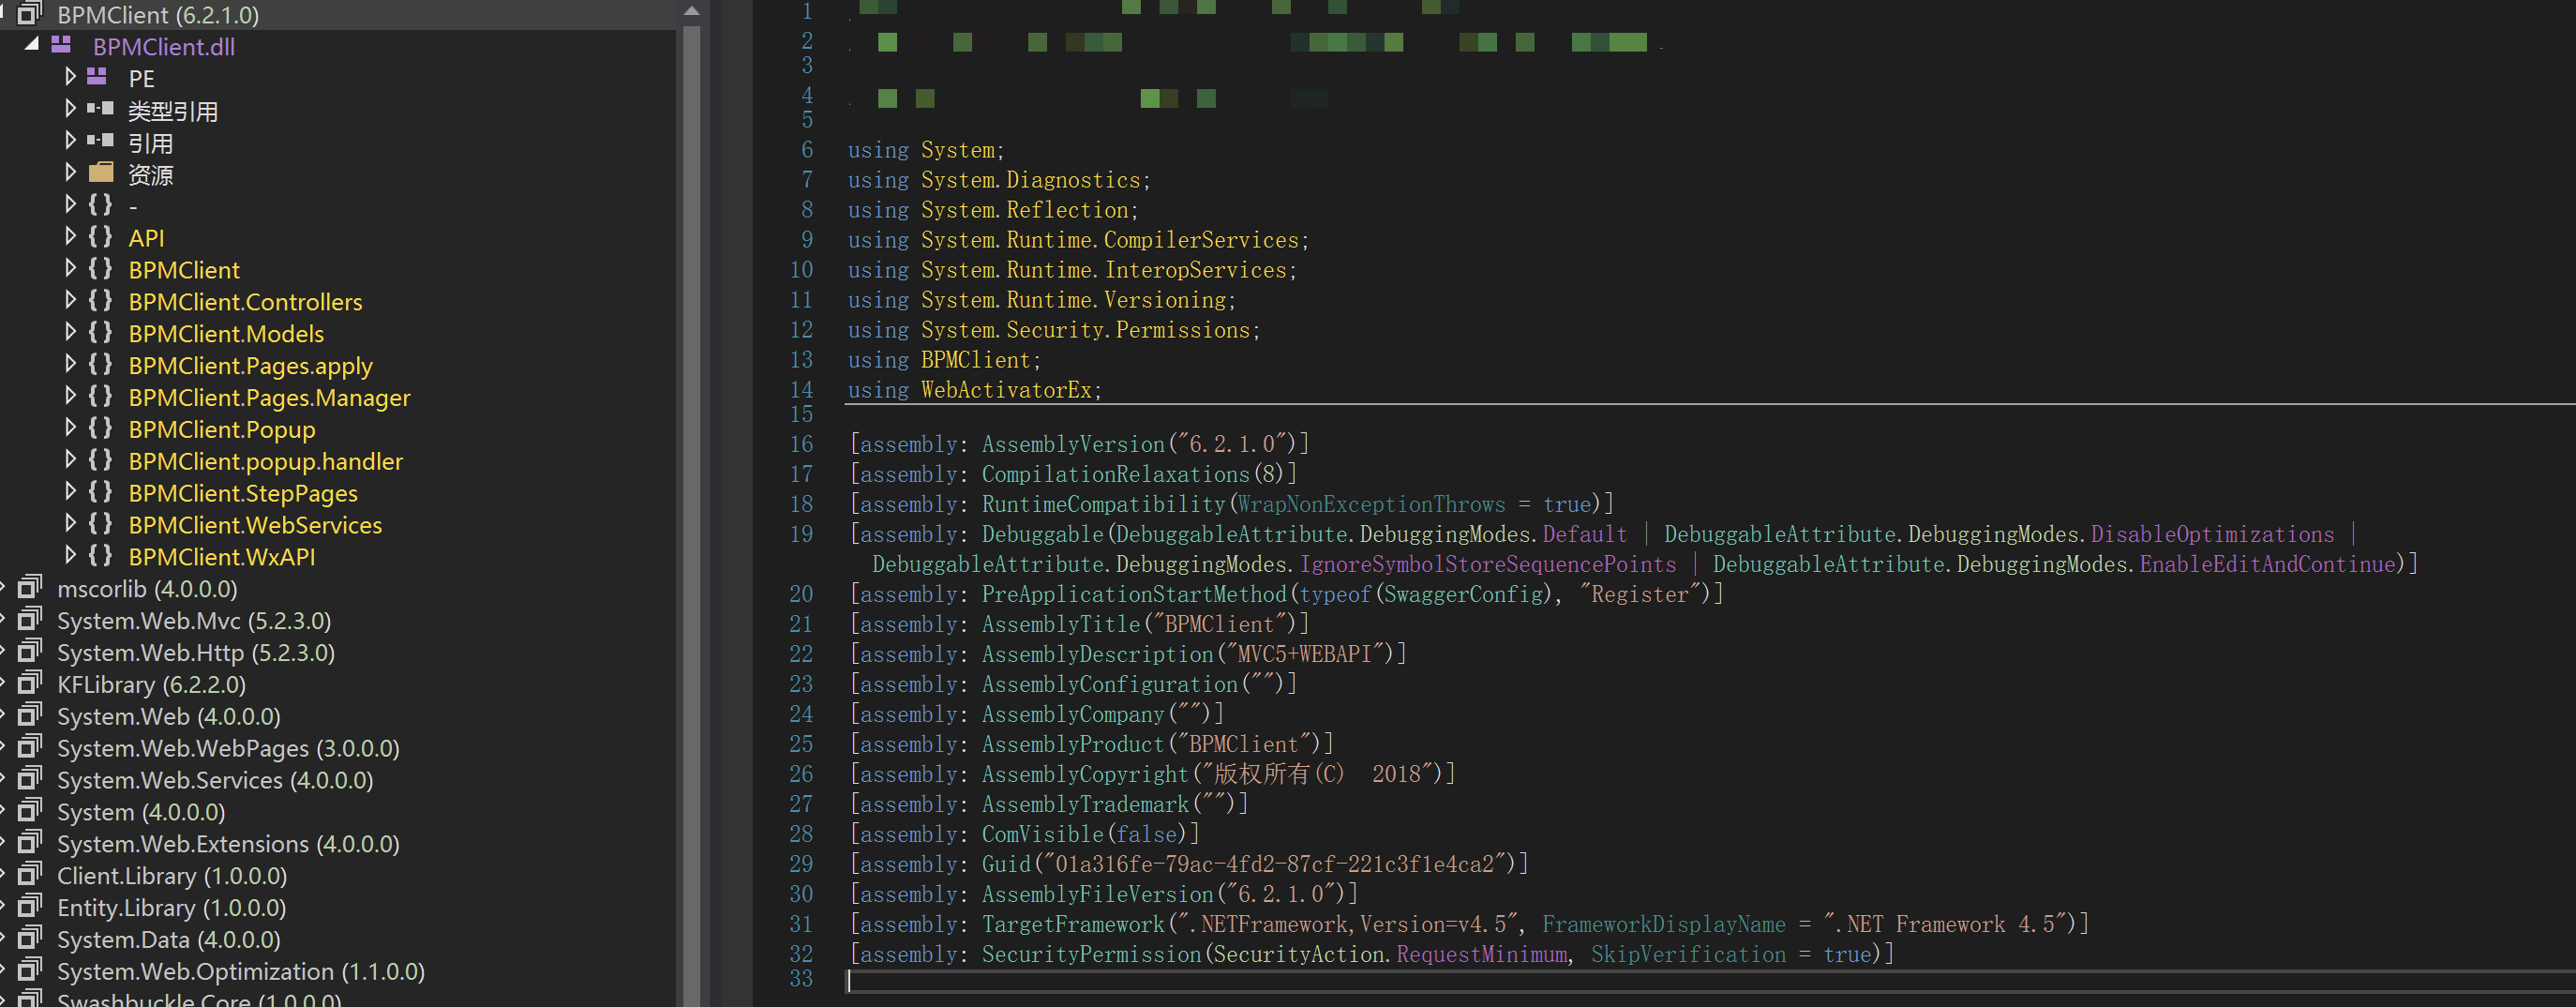 BPMClient (6.2.1.0)
BPMClient.dll
PE
类型引用
引用
资源
-
API
BPMClient
BPMClient.Controllers
BPMClient.Models
BPMClient.Pages.apply
BPMClient.Pages.Manager
BPMClient.Popup
BPMClient.popup.handler
BPMClient.StepPages
BPMClient.WebServices
BPMClient.WxAPI
mscorlib (4.0.0.0)
System.Web.Mvc (5.2.3.0)
System.Web.Http (5.2.3.0)
KFLibrary (6.2.2.0)
System.Web (4.0.0.0)
System.Web.WebPages (3.0.0.0)
System.Web.Services (4.0.0.0)
System (4.0.0.0)
System.Web.Extensions (4.0.0.0)
Client.Library (1.0.0.0)
Entity.Library (1.0.0.0)
System.Data (4.0.0.0)
System.Web.Optimization (1.1.0.0)
Swashbuckle.Core (1.0.0.0)
1
2
3
4
5
6 using System;
7 using System.Diagnostics;
8 using System.Reflection;
9 using System.Runtime.CompilerServices;
10 using System.Runtime.InteropServices;
11 using System.Runtime.Versioning;
12 using System.Security.Permissions;
13 using BPMClient;
14 using WebActivatorEx;
15
16 [assembly: AssemblyVersion("6.2.1.0")]
17 [assembly: CompilationRelaxations(8)]
18 [assembly: RuntimeCompatibility(WrapNonExceptionThrows = true)]
19 [assembly: Debuggable(DebuggableAttribute.DebuggingModes.Default | DebuggableAttribute.DebuggingModes.DisableOptimizations |
DebuggableAttribute.DebuggingModes.IgnoreSymbolStoreSequencePoints | DebuggableAttribute.DebuggingModes.EnableEditAndContinue)]
20 [assembly: PreApplicationStartMethod(typeof(SwaggerConfig), "Register")]
21 [assembly: AssemblyTitle("BPMClient")]
22 [assembly: AssemblyDescription("MVC5+WEBAPI")]
23 [assembly: AssemblyConfiguration("")]
24 [assembly: AssemblyCompany("")]
25 [assembly: AssemblyProduct("BPMClient")]
26 [assembly: AssemblyCopyright("版权所有(C)  2018")]
27 [assembly: AssemblyTrademark("")]
28 [assembly: ComVisible(false)]
29 [assembly: Guid("01a316fe-79ac-4fd2-87cf-221c3f1e4ca2")]
30 [assembly: AssemblyFileVersion("6.2.1.0")]
31 [assembly: TargetFramework(".NETFramework,Version=v4.5", FrameworkDisplayName = ".NET Framework 4.5")]
32 [assembly: SecurityPermission(SecurityAction.RequestMinimum, SkipVerification = true)]
33